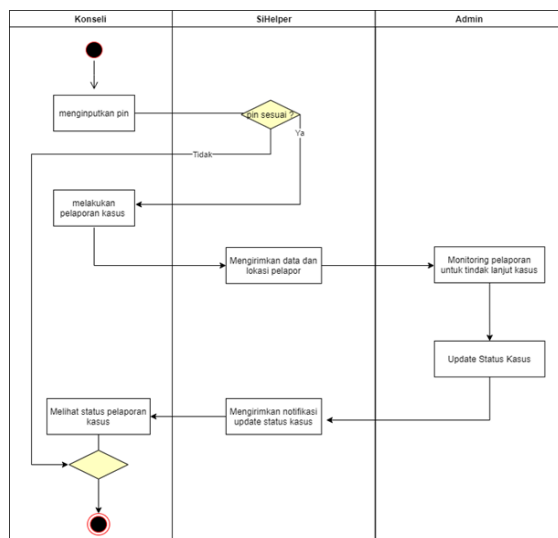 Konseli
SiHelper
Admin
menginputkan pin
pin sesuai ?
Ya
Tidak
melakukan
pelaporan kasus
Mengirimkan data dan
lokasi pelapor
Monitoring pelaporan
untuk tindak lanjut kasus
Update Status Kasus
Mengirimkan notifikasi
update status kasus
Melihat status pelaporan
kasus